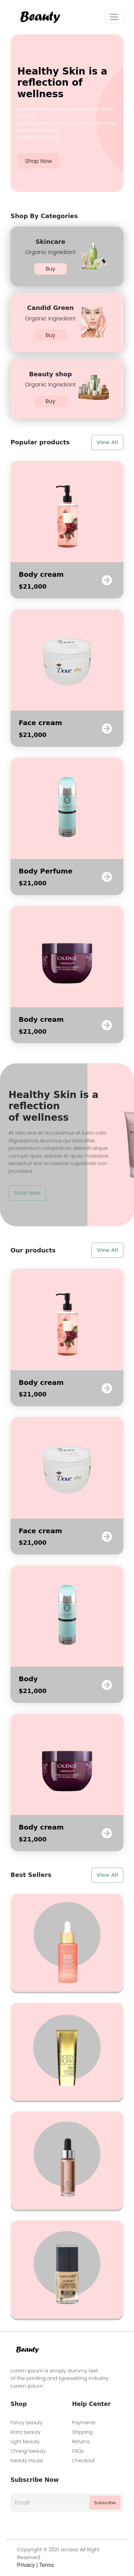 Beauty
Healthy Skin is a
reflection of
wellness
Shop Now
Shop By Categories
Skincare
Organic Ingrediant
Buy
Candid Green
Organic Ingrediant
Buy
Beauty shop
Organic Ingrediant
Buy
Popular products
View All
Body cream
$21,000
Face cream
$21,000
Body Perfume
$21,000
CAUDALIE
Body cream
$21,000
Healthy Skin is a
reflection
of wellness
At vero eos et accusamus et iusto odio
dignissimos ducimus qui blanditiis
praesentium voluptatum deleniti atque
corrupti quos dolores et quas molestias
excepturi sint occaecati cupiditate non
provident
Shop Now
Our products
View All
Body cream
$21,000
Dove
Face cream
$21,000
Body
$21,000
CAUDALIE
Body cream
$21,000
Best Sellers
View All
Beauty
Lorem Ipsum is simply dummy text
of the printing and typesetting industry.
Lorem Ipsum
Shop
Fancy beauty
Kiara beauty
Light beauty
Changs beauty
beauty House
Help Center
Payments
Shipping
Returns
FAQs
Checkout
Subscribe Now
Email
Subscribe
Copyright © 2021 access All Right
Reserved.
Privacy | Terms